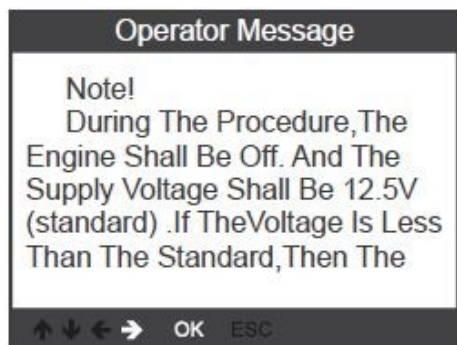 Operator Message
Note!
During The Procedure,The
Engine Shall Be Off. And The
Supply Voltage Shall Be 12.5V
(standard) .If TheVoltage Is Less
Than The Standard,Then The
OK ESC